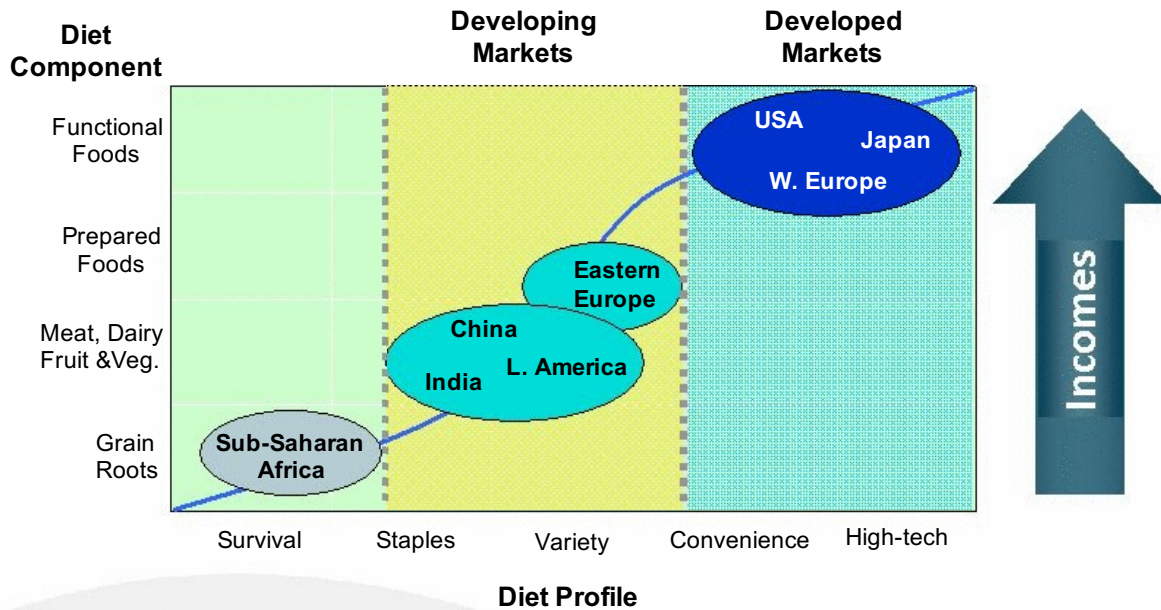 Diet
Component
Developing
Markets
Developed
Markets
Functional
Foods
Prepared
Foods
Meat, Dairy
Fruit &Veg.
Grain
Roots
USA
Japan
W. Europe
Eastern
Europe
China
L. America
India
Sub-Saharan
Africa
Incomes
Survival
Staples
Variety
Convenience
High-tech
Diet Profile